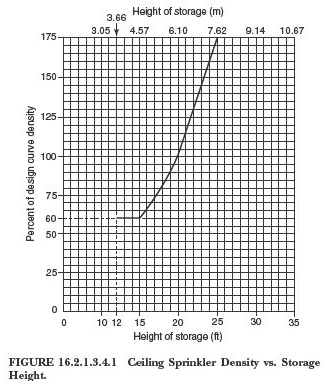 Height of storage (m)
3.66
3.05 4.57 6.10 7.62 9.14 10.67
175
150
125
100
75
60
50
25
0
Percent of design curve density
0 10 12 15 20 25 30 35
Height of storage (ft)
FIGURE 16.2.1.3.4.1 Ceiling Sprinkler Density vs. Storage
Height.